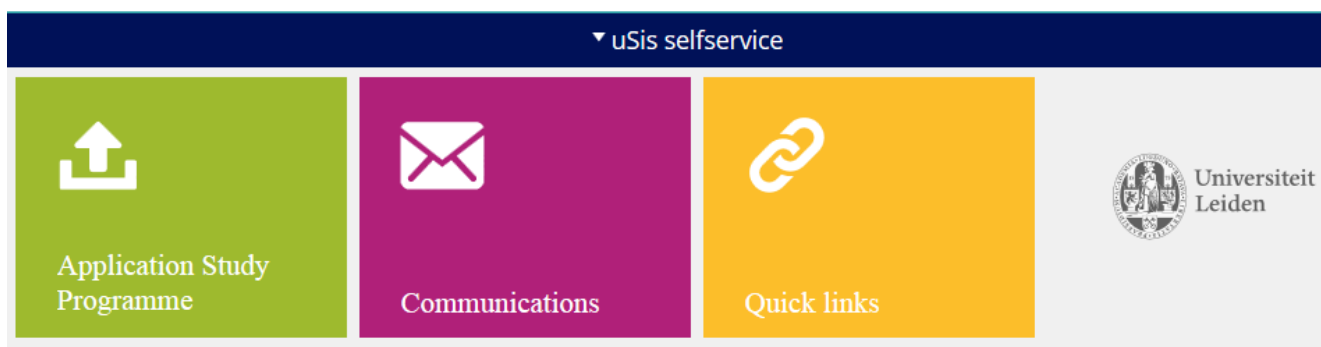 uSis selfservice
Application Study
Programme
Communications
Quick links
Universiteit
Leiden